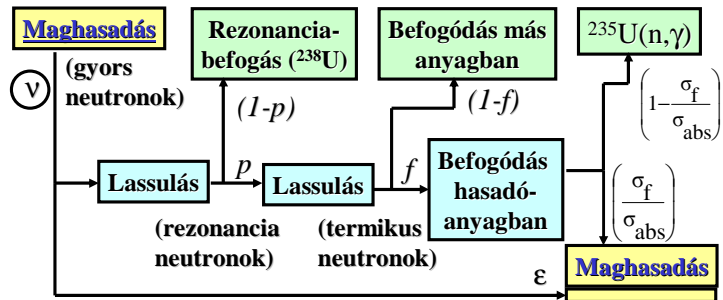 Maghasadás
ν
(gyors
neutronok)
Rezonancia-
befogás (²³⁸U)
(1-p)
Befogódás más
anyagban
(1-f)
²³⁵U(n,γ)
(1−σf/σabs)
Lassulás
p
Lassulás
f
Befogódás
hasadó-
anyagban
(σf/σabs)
(rezonancia
neutronok)
(termikus
neutronok)
ε
Maghasadás